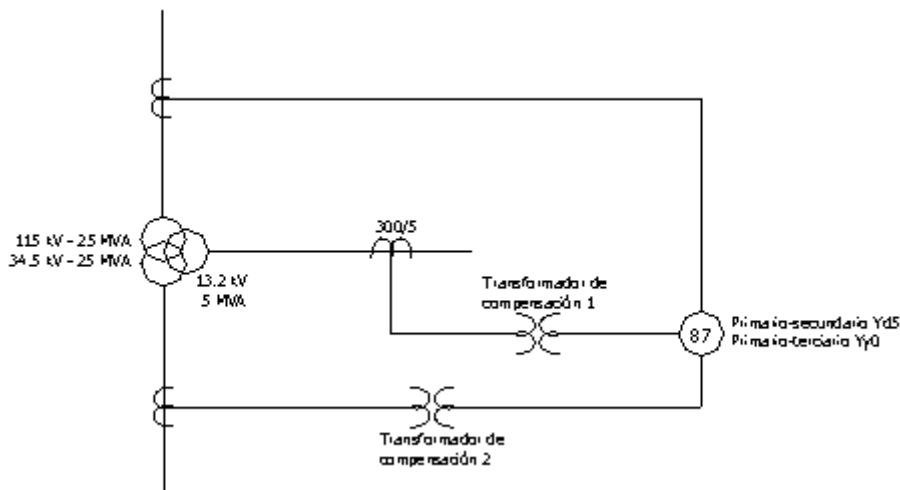 300/5
115 kV - 25 MVA
34.5 kV - 25 MVA
13.2 kV
5 MVA
Transformador de
compensación 1
87
Primario-secundario Yd5
Primario-terciario Yy0
Transformador de
compensación 2